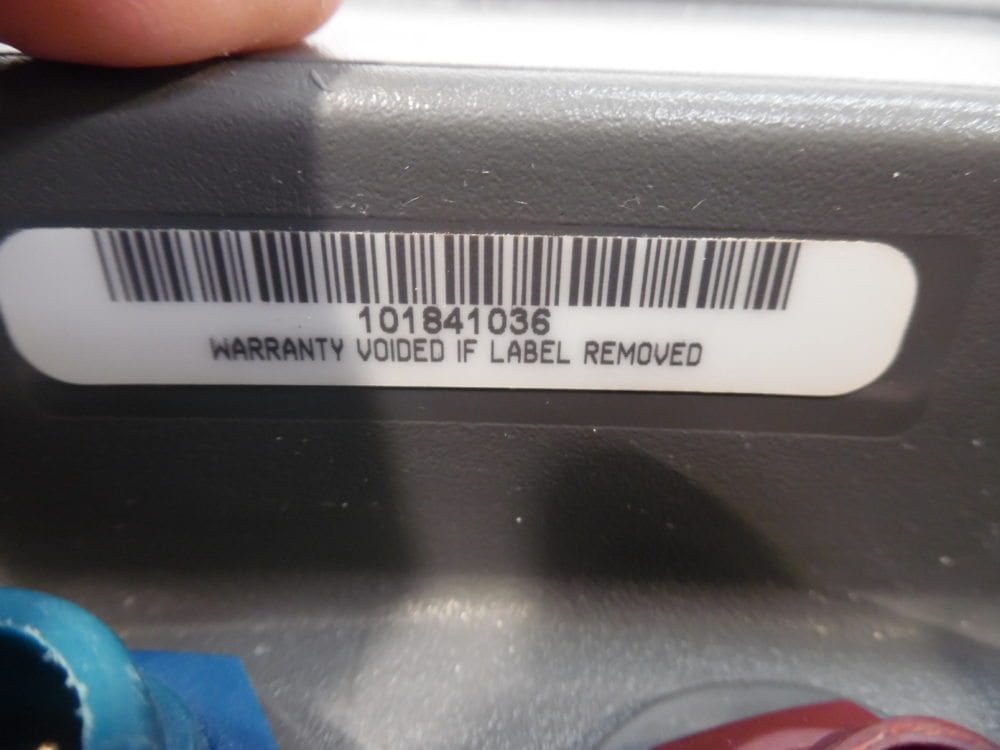 101841036
WARRANTY VOIDED IF LABEL REMOVED